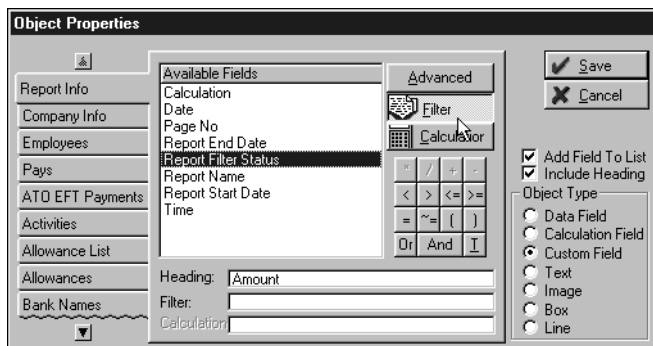 Object Properties
Report Info
Company Info
Employees
Pays
ATO EFT Payments
Activities
Allowance List
Allowances
Bank Names
Available Fields
Calculation
Date
Page No
Report End Date
Report Filter Status
Report Name
Report Start Date
Time
Advanced
Filter
Calculator
* / + -
< > <= >=
= ~= ( )
Or And T
Heading: Amount
Filter:
Calculation
Save
Cancel
Add Field To List
Include Heading
Object Type
Data Field
Calculation Field
Custom Field
Text
Image
Box
Line